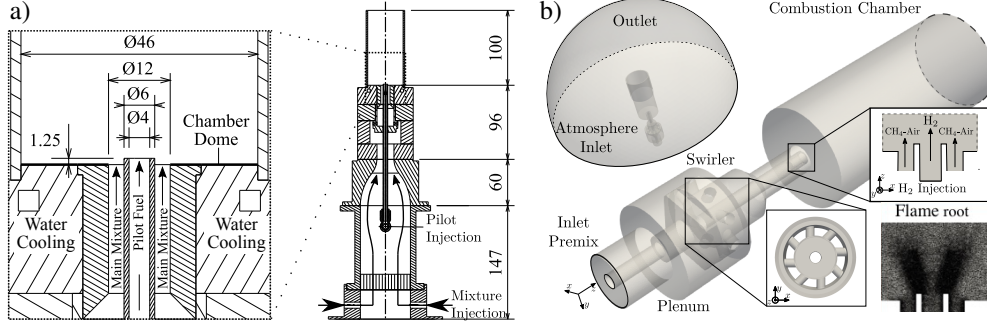 a)
Ø46
Ø12
Ø6
Ø4
1.25
Chamber
Dome
Water
Cooling
Main Mixture
Pilot Fuel
Main Mixture
Water
Cooling
100
96
60
147
Pilot
Injection
Mixture
Injection
b)
Outlet
Atmosphere
Inlet
Combustion Chamber
Swirler
Inlet
Premix
Plenum
x
z
y
H₂
CH₄-Air
CH₄-Air
z
y
x
H₂ Injection
Flame root
y
z
x